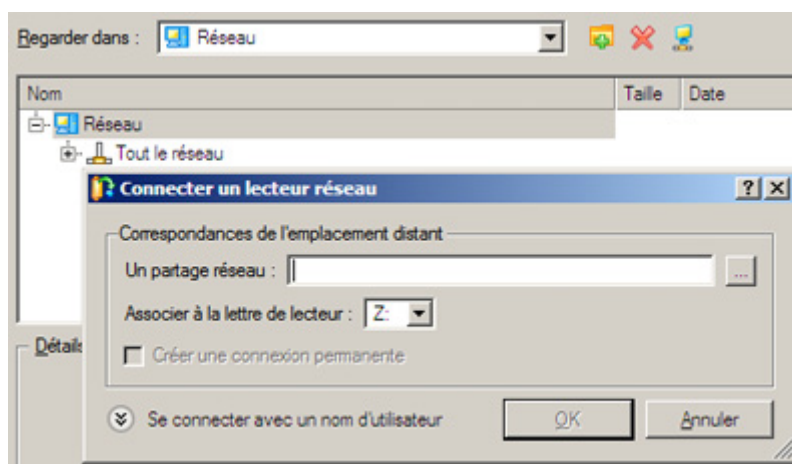 Regarder dans : Réseau
Nom Taille Date
Réseau
Tout le réseau
Connecter un lecteur réseau
Correspondances de l'emplacement distant
Un partage réseau : ...
Associer à la lettre de lecteur : Z:
Détails
Créer une connexion permanente
Se connecter avec un nom d'utilisateur OK Annuler